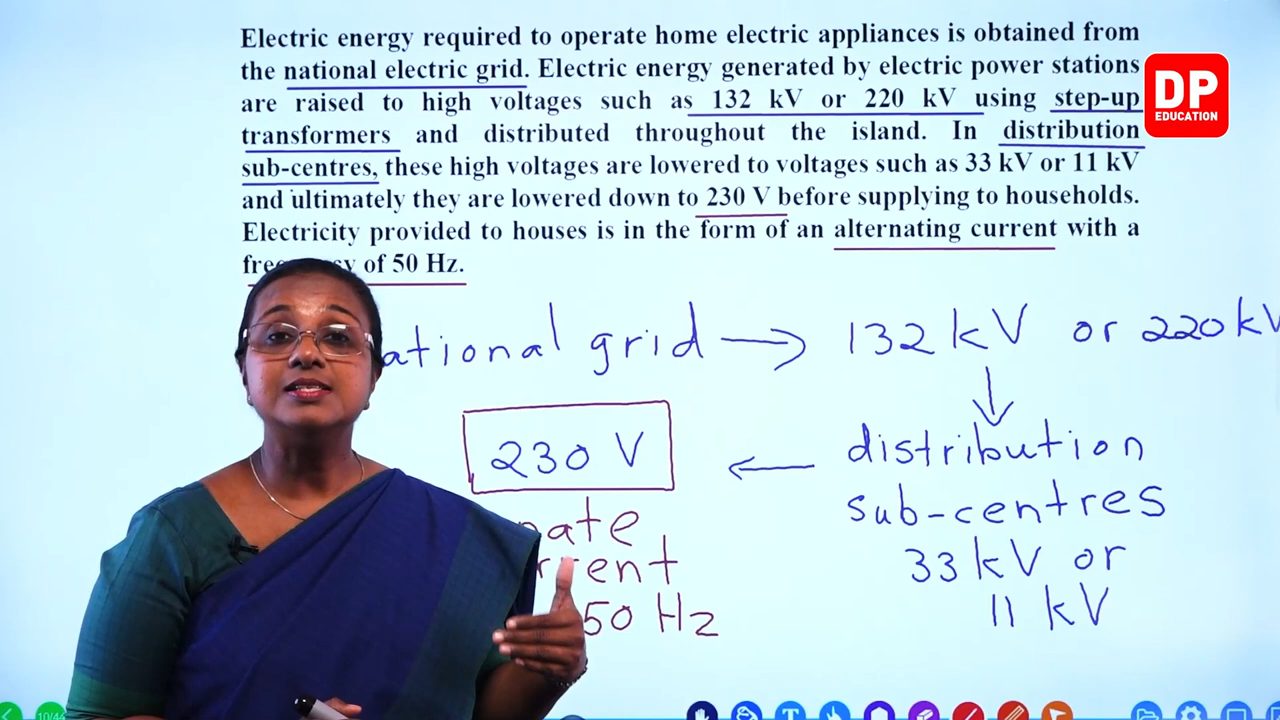 Electric energy required to operate home electric appliances is obtained from
the national electric grid. Electric energy generated by electric power stations
are raised to high voltages such as 132 kV or 220 kV using step-up
transformers and distributed throughout the island. In distribution
sub-centres, these high voltages are lowered to voltages such as 33 kV or 11 kV
and ultimately they are lowered down to 230 V before supplying to households.
Electricity provided to houses is in the form of an alternating current with a
of 50 Hz.
DP
EDUCATION
grid → 132 kV or 220 kV
230 V ← distribution
sub-centres
33 kV or
11 kV
50 Hz
10/44